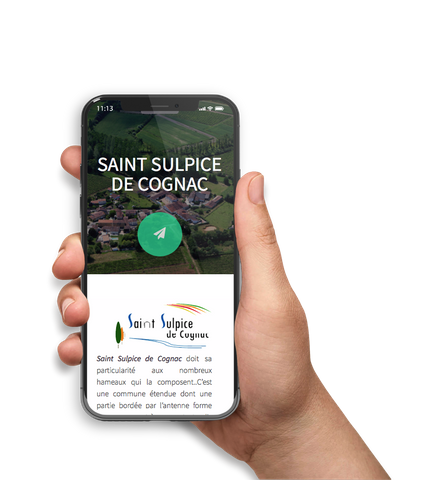 11:13
SAINT SULPICE
DE COGNAC
Saint Sulpice
de Cognac
Saint Sulpice de Cognac doit sa
particularité aux nombreux
hameaux qui la composent..C'est
une commune étendue dont une
partie bordée par l'antenne forme